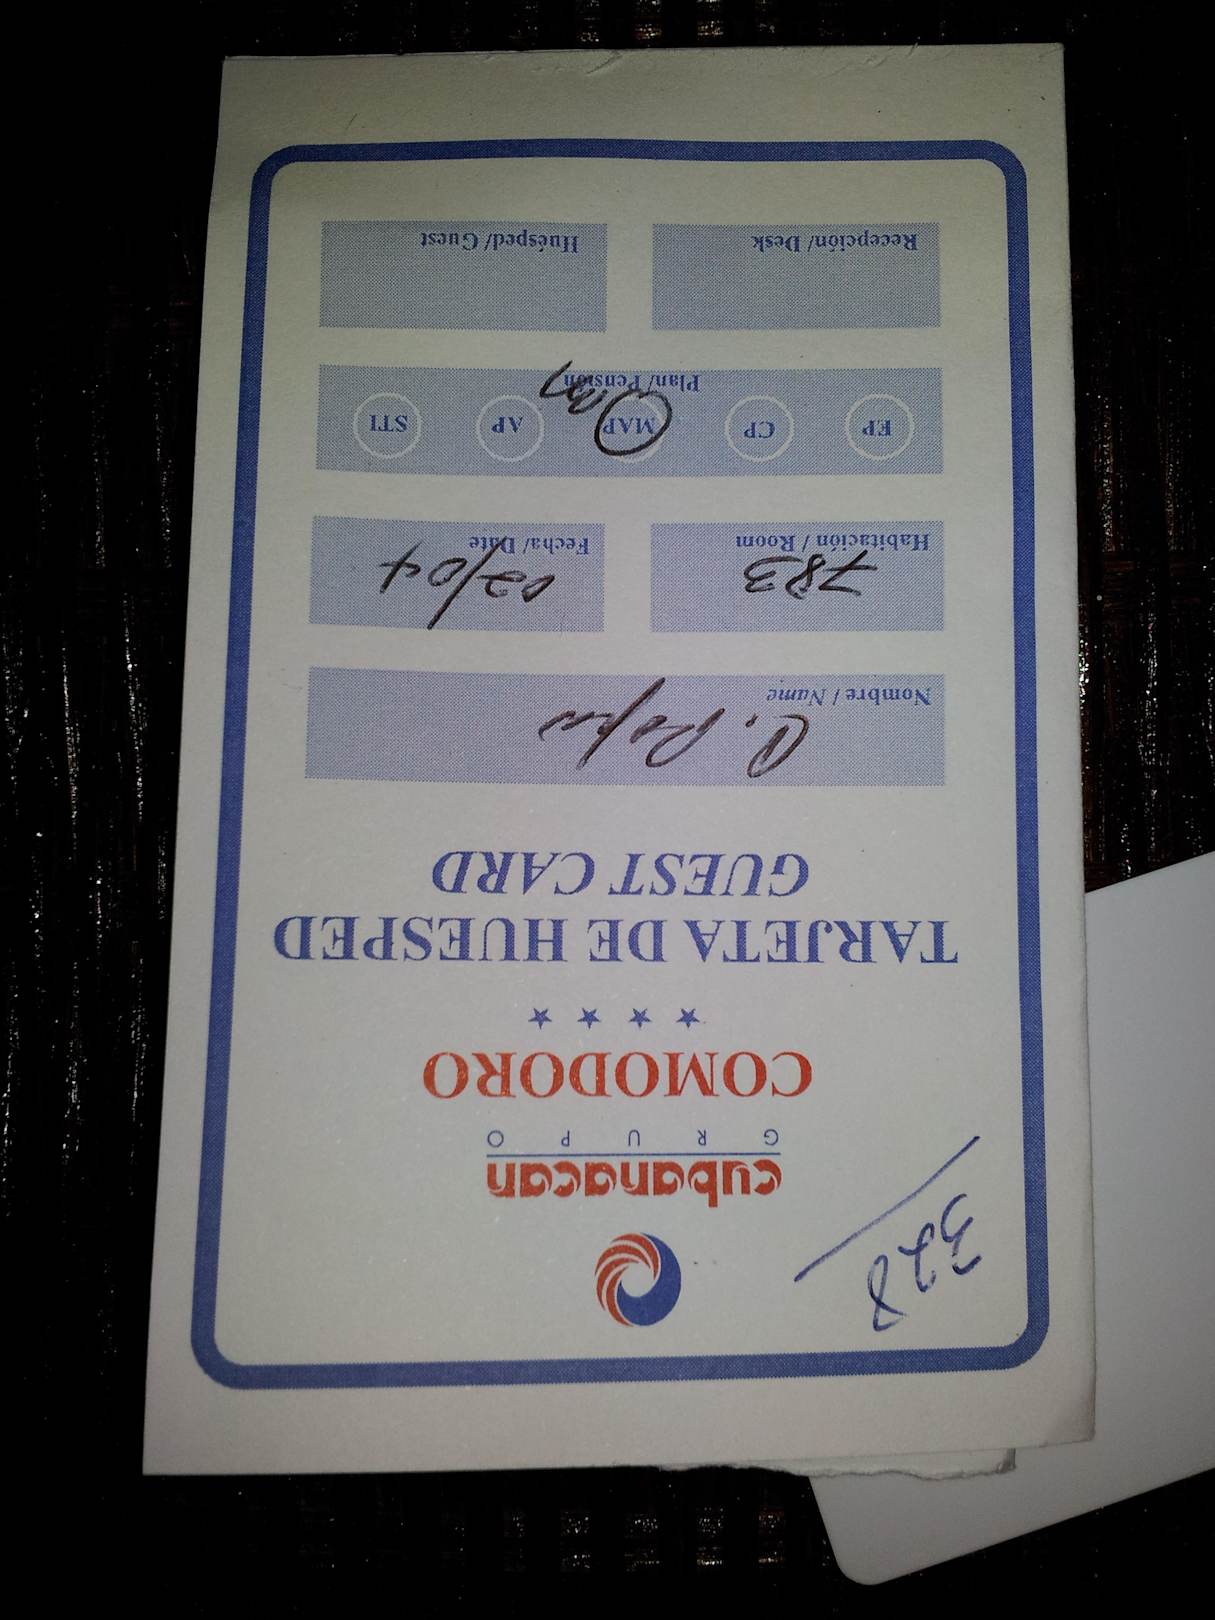 328
cubanacan
GRUPO
COMODORO
TARJETA DE HUESPED
GUEST CARD
Nombre / Name
Habitación / Room
783
Fecha/ Date
02/04
Plan/ Pensión
EP CP MAP AP STI
Recepción/ Desk
Huésped/ Guest